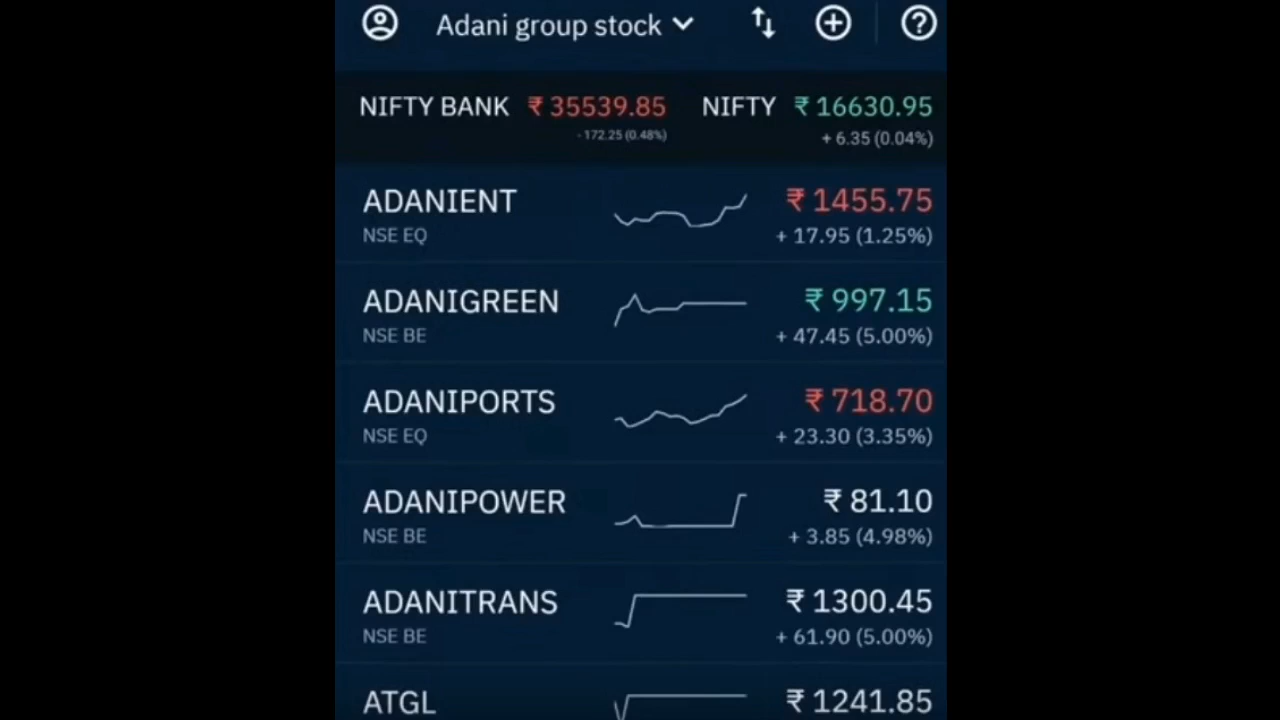 Adani group stock
NIFTY BANK ₹ 35539.85 NIFTY ₹ 16630.95
- 172.25 (0.48%) + 6.35 (0.04%)
ADANIENT ₹ 1455.75
NSE EQ + 17.95 (1.25%)
ADANIGREEN ₹ 997.15
NSE BE + 47.45 (5.00%)
ADANIPORTS ₹ 718.70
NSE EQ + 23.30 (3.35%)
ADANIPOWER ₹ 81.10
NSE BE + 3.85 (4.98%)
ADANITRANS ₹ 1300.45
NSE BE + 61.90 (5.00%)
ATGL ₹ 1241.85